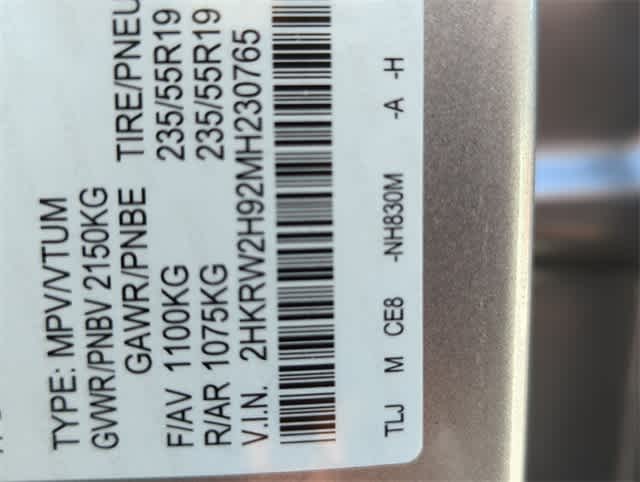 TYPE: MPV/VTUM
GVWR/PNBV 2150KG
GAWR/PNBE TIRE/PNEU
F/AV 1100KG 235/55R19
R/AR 1075KG 235/55R19
V.I.N. 2HKRW2H92MH230765
TLJ M CE8 -NH830M -A -H